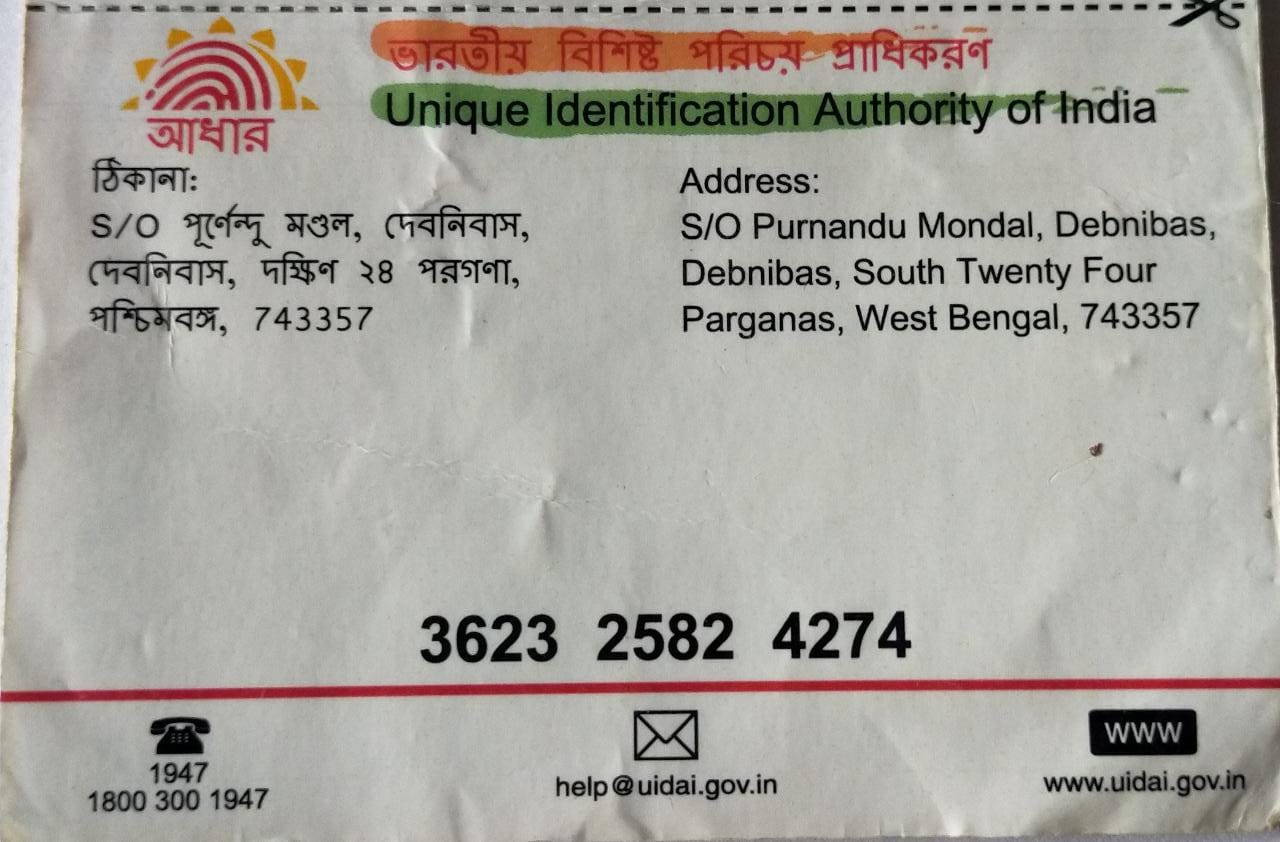 ভারতীয় বিশিষ্ট পরিচয় প্রাধিকরণ
Unique Identification Authority of India
আধার
ঠিকানা:
S/O পূর্ণেন্দু মণ্ডল, দেবনিবাস,
দেবনিবাস, দক্ষিণ ২৪ পরগনা,
পশ্চিমবঙ্গ, 743357
Address:
S/O Purnandu Mondal, Debnibas,
Debnibas, South Twenty Four
Parganas, West Bengal, 743357
3623 2582 4274
1947
1800 300 1947
help@uidai.gov.in
www
www.uidai.gov.in